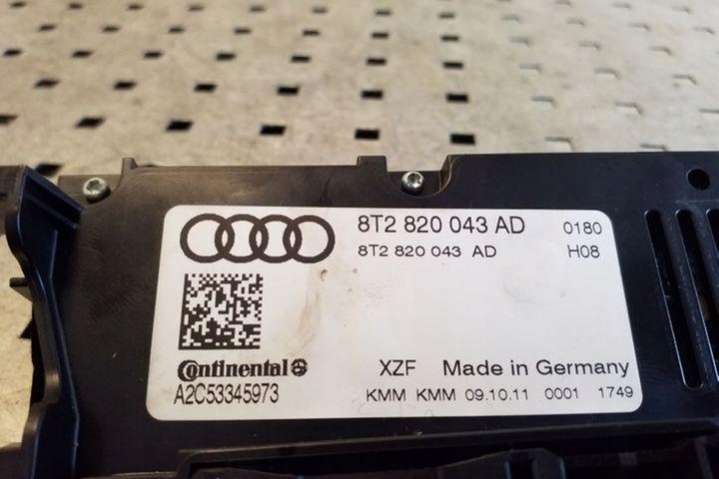 8T2 820 043 AD 0180
8T2 820 043 AD H08
Continental
A2C53345973
XZF Made in Germany
KMM KMM 09.10.11 0001 1749